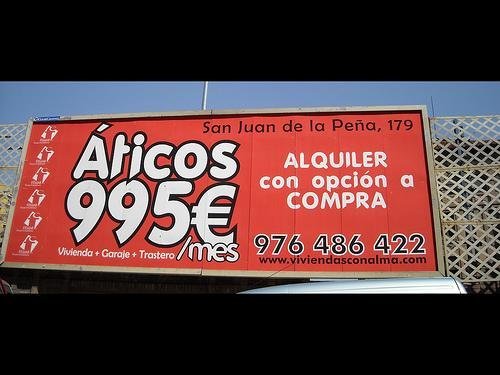 San Juan de la Peña, 179
Áticos
995€
/mes
Vivienda + Garaje + Trastero
ALQUILER
con opción a
COMPRA
976 486 422
www.viviendasconalma.com